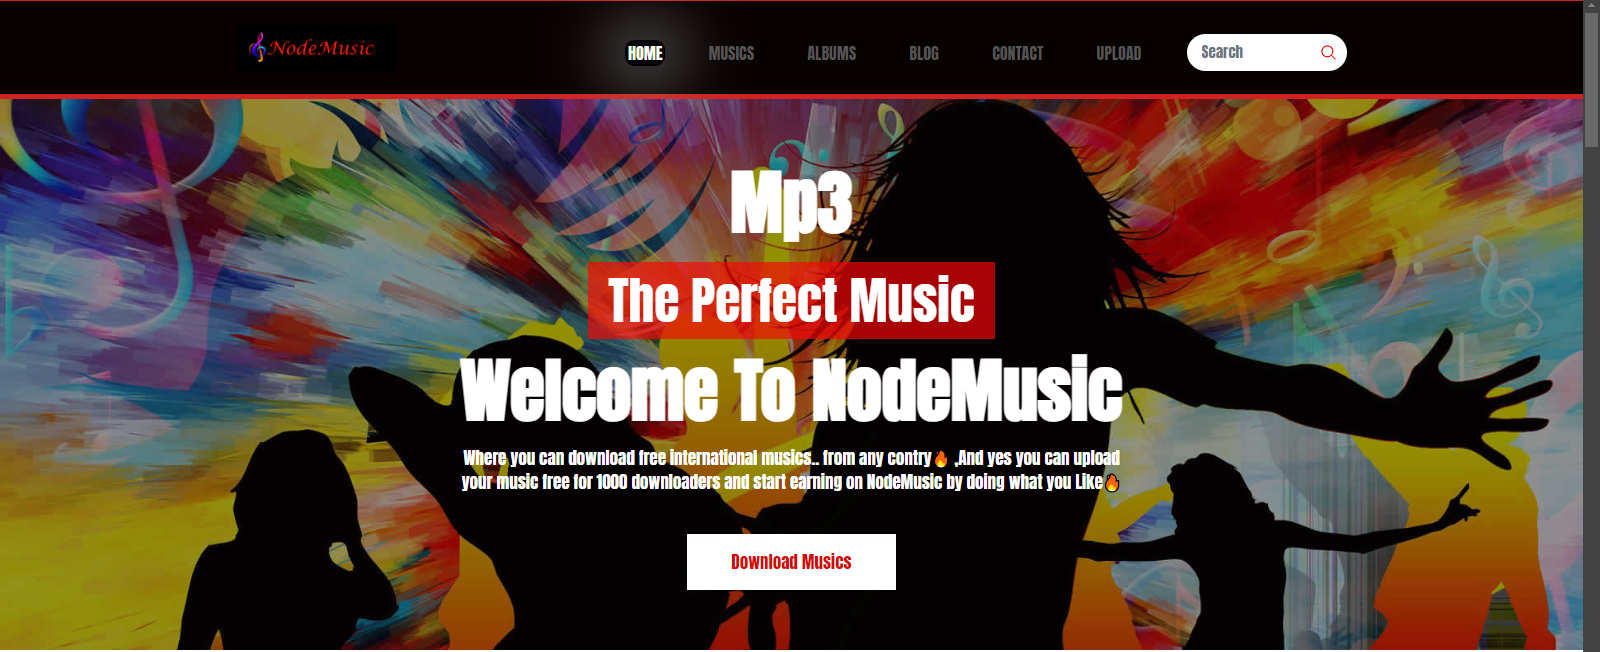 NodeMusic
HOME
MUSICS
ALBUMS
BLOG
CONTACT
UPLOAD
Search
Mp3
The Perfect Music
Welcome To NodeMusic
Where you can download free international musics.. from any contry🔥 ,And yes you can upload
your music free for 1000 downloaders and start earning on NodeMusic by doing what you Like🔥
Download Musics